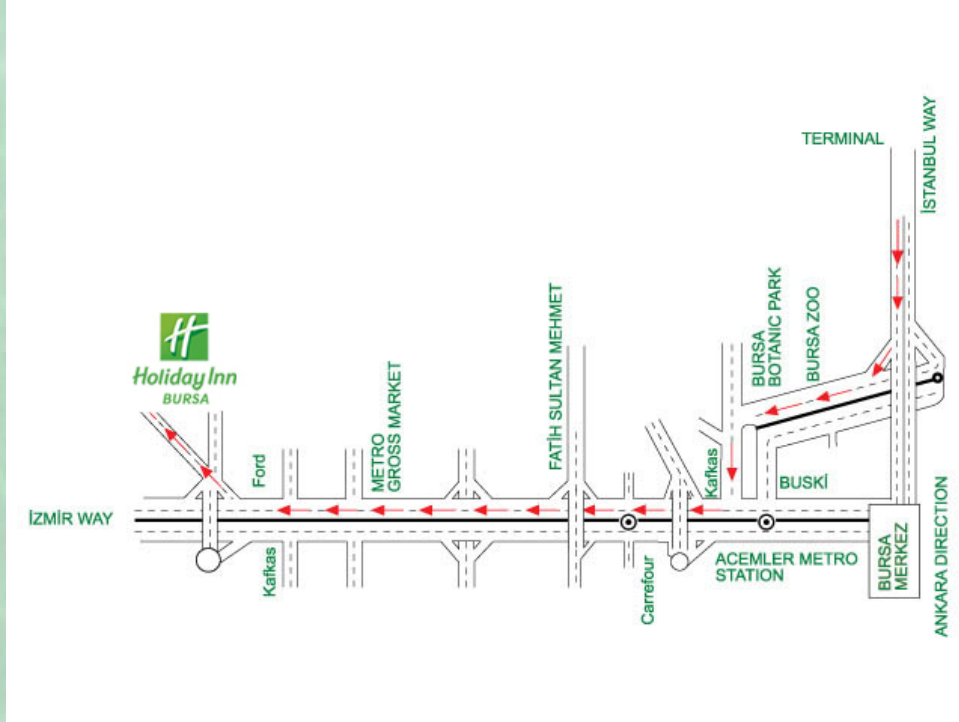 TERMINAL
İSTANBUL WAY
BURSA
BOTANIC PARK
BURSA ZOO
FATİH SULTAN MEHMET
H
Holiday Inn
BURSA
METRO
GROSS MARKET
Ford
Kafkas
BUSKİ
İZMİR WAY
Kafkas
Carrefour
ACEMLER METRO
STATION
BURSA
MERKEZ
ANKARA DIRECTION